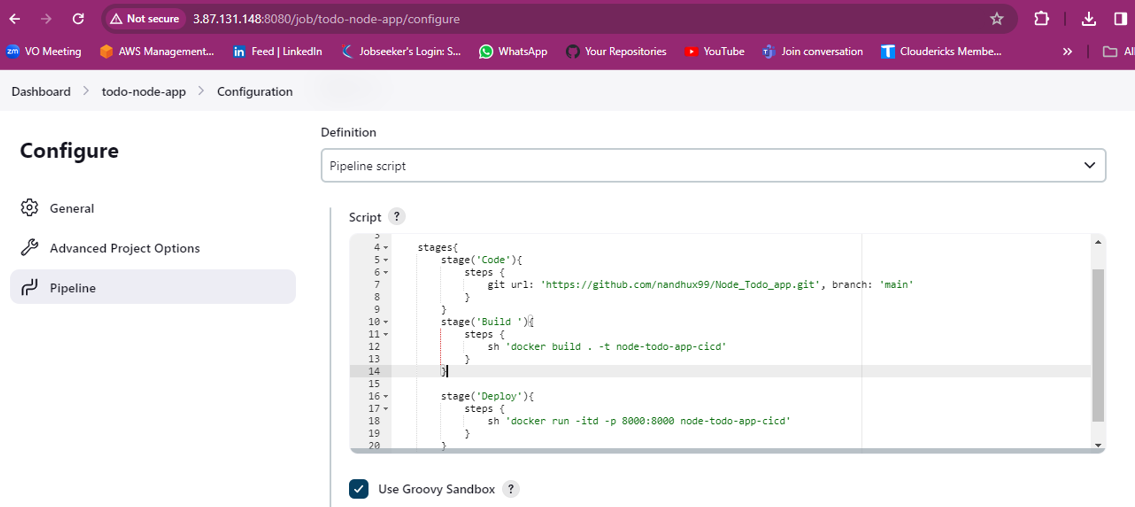 Not secure
3.87.131.148:8080/job/todo-node-app/configure
zm VO Meeting
AWS Management...
in Feed | LinkedIn
Jobseeker's Login: S...
WhatsApp
Your Repositories
YouTube
Join conversation
T Cloudericks Membe...
»
All
Dashboard > todo-node-app > Configuration
Configure
General
Advanced Project Options
Pipeline
Definition
Pipeline script
Script ?
3
4 stages{
5 stage('Code'){
6 steps {
7 git url: 'https://github.com/nandhux99/Node_Todo_app.git', branch: 'main'
8 }
9 }
10 stage('Build '){
11 steps {
12 sh 'docker build . -t node-todo-app-cicd'
13 }
14 }
15
16 stage('Deploy'){
17 steps {
18 sh 'docker run -itd -p 8000:8000 node-todo-app-cicd'
19 }
20 }
Use Groovy Sandbox ?